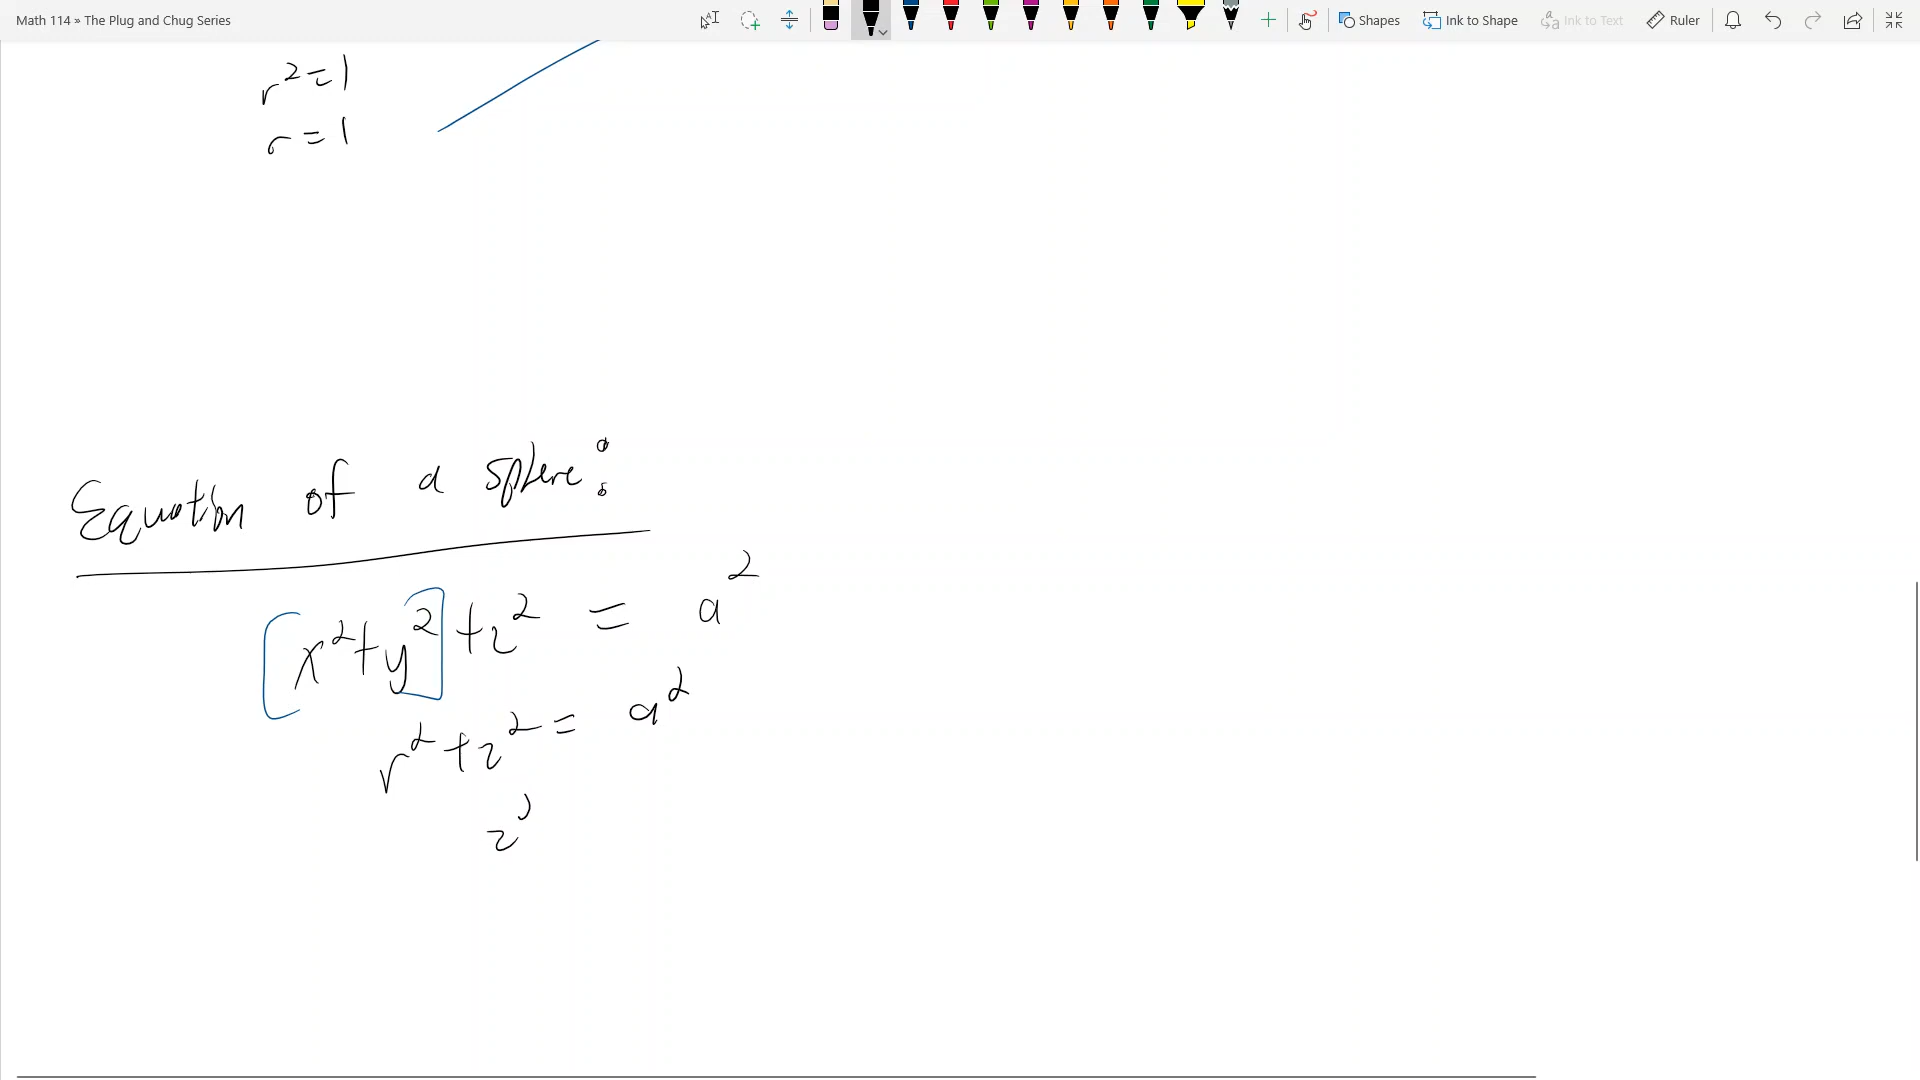 Math 114 » The Plug and Chug Series
Shapes Ink to Shape Ink to Text Ruler
r² = 1
r = 1
Equation of a sphere:
[x² + y²] + z² = a²
r² + z² = a²
z